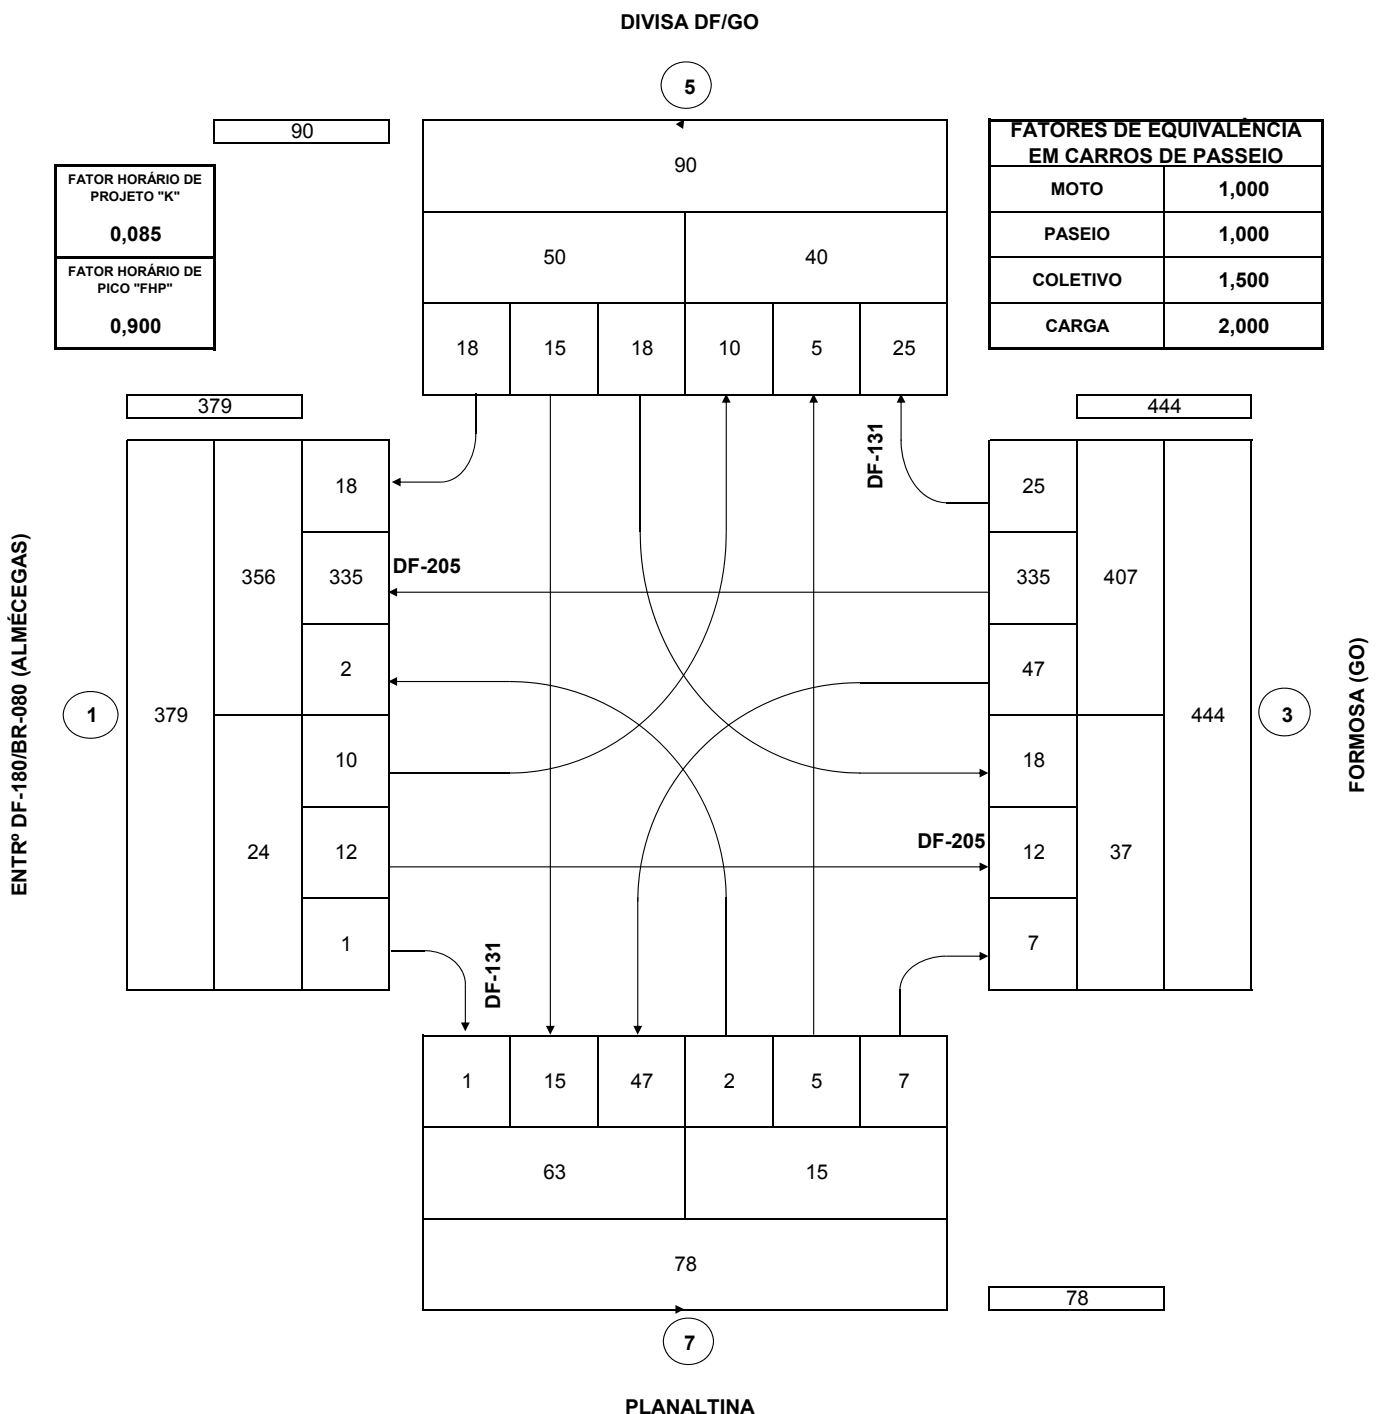 DIVISA DF/GO
5
90
90
FATORES DE EQUIVALÊNCIA
EM CARROS DE PASSEIO
MOTO 1,000
PASEIO 1,000
COLETIVO 1,500
CARGA 2,000
FATOR HORÁRIO DE
PROJETO "K"
0,085
FATOR HORÁRIO DE
PICO "FHP"
0,900
50 40
18 15 18 10 5 25
379
444
DF-131
ENTRº DF-180/BR-080 (ALMÉCEGAS)
1
379
356
24
18
335
2
10
12
1
DF-205
DF-205
DF-131
25
335
47
18
12
7
407
37
444
3
FORMOSA (GO)
1 15 47 2 5 7
63 15
78
78
7
PLANALTINA